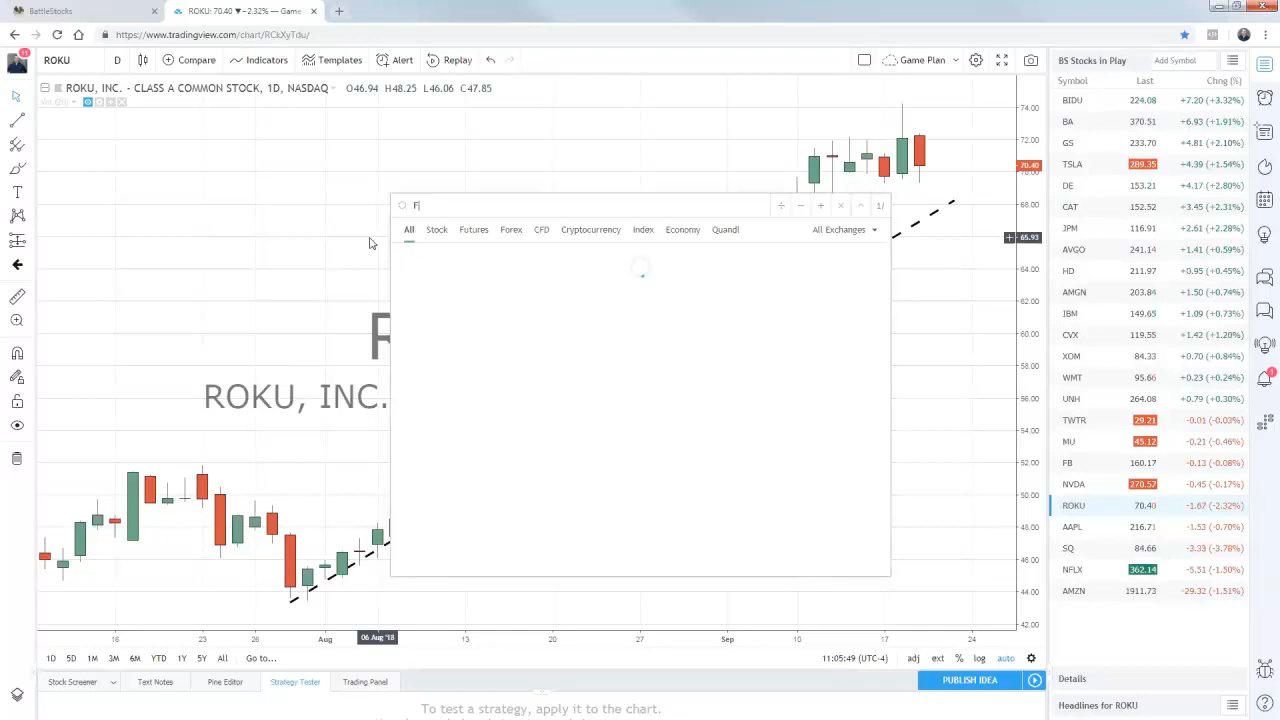 BattleStocks
ROKU: 70.40 ▼−2.32% — Game
https://www.tradingview.com/chart/RCkXyTdu/
11
ROKU
D
Compare
Indicators
Templates
Alert
Replay
Game Plan
ROKU, INC. - CLASS A COMMON STOCK, 1D, NASDAQ
O46.94 H48.25 L46.03 C47.85
Vol (20)
F
1/
All
Stock
Futures
Forex
CFD
Cryptocurrency
Index
Economy
Quandl
All Exchanges
R
ROKU, INC.
74.00
72.00
70.40
70.00
68.00
65.93
64.00
62.00
60.00
58.00
56.00
54.00
52.00
50.00
48.00
46.00
44.00
42.00
16
23
26
Aug
06 Aug '18
13
20
27
Sep
10
17
24
1D
5D
1M
3M
6M
YTD
1Y
5Y
All
Go to...
11:05:49 (UTC-4)
adj
ext
%
log
auto
Stock Screener
Text Notes
Pine Editor
Strategy Tester
Trading Panel
PUBLISH IDEA
To test a strategy, apply it to the chart.
BS Stocks in Play
Add Symbol
Symbol Last Chng (%)
BIDU 224.08 +7.20 (+3.32%)
BA 370.51 +6.93 (+1.91%)
GS 233.70 +4.81 (+2.10%)
TSLA 289.35 +4.39 (+1.54%)
DE 153.21 +4.17 (+2.80%)
CAT 152.52 +3.45 (+2.31%)
JPM 116.91 +2.61 (+2.28%)
AVGO 241.14 +1.41 (+0.59%)
HD 211.97 +0.95 (+0.45%)
AMGN 203.84 +1.50 (+0.74%)
IBM 149.65 +1.09 (+0.73%)
CVX 119.55 +1.42 (+1.20%)
XOM 84.33 +0.70 (+0.84%)
WMT 95.66 +0.23 (+0.24%)
UNH 264.08 +0.79 (+0.30%)
TWTR 29.21 -0.01 (-0.03%)
MU 45.12 -0.21 (-0.46%)
FB 160.17 -0.13 (-0.08%)
NVDA 270.57 -0.45 (-0.17%)
ROKU 70.40 -1.67 (-2.32%)
AAPL 216.71 -1.53 (-0.70%)
SQ 84.66 -3.33 (-3.78%)
NFLX 362.14 -5.51 (-1.50%)
AMZN 1911.73 -29.32 (-1.51%)
Details
Headlines for ROKU
1